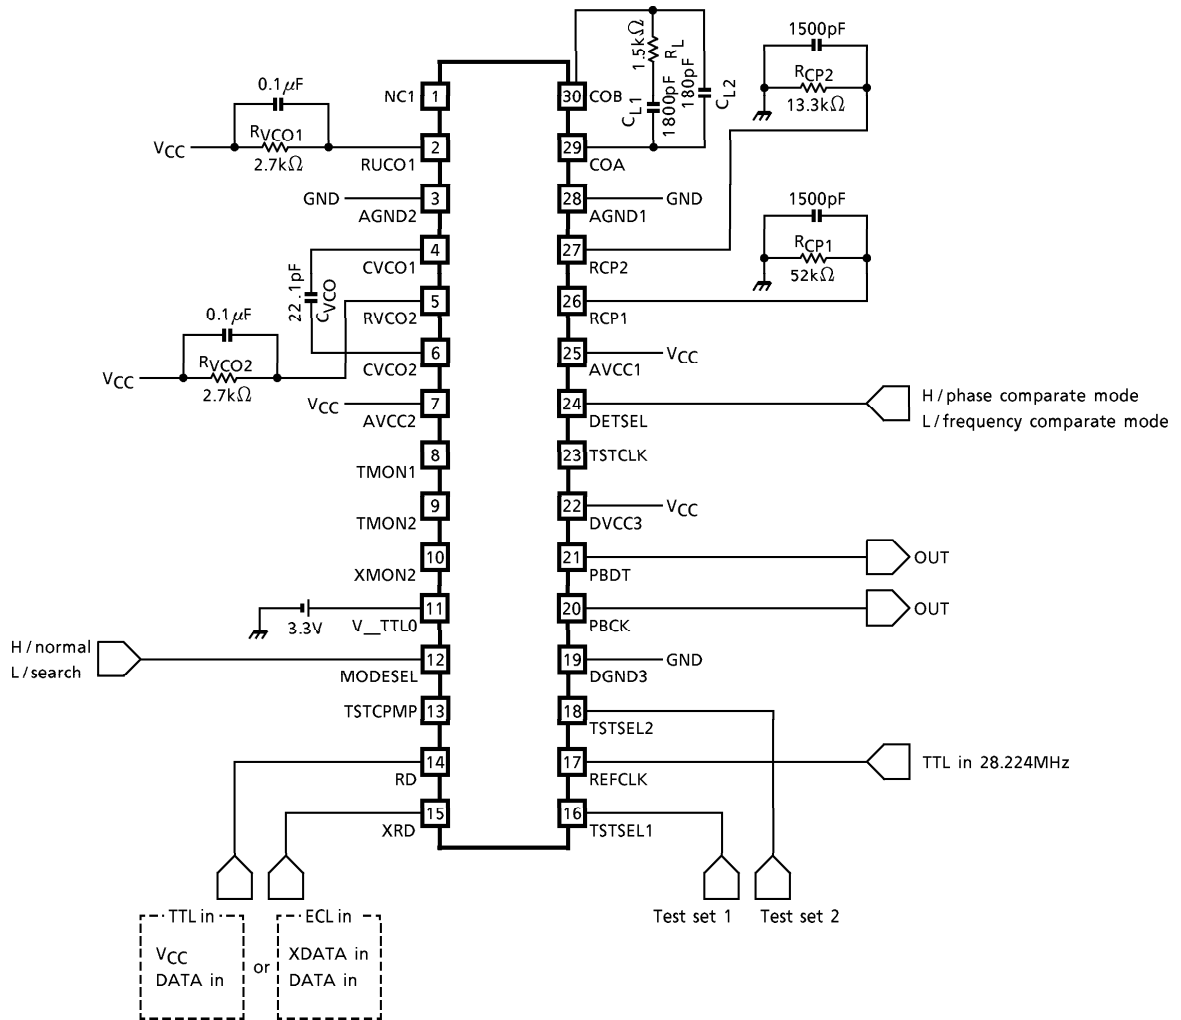 1500pF
RCP2
13.3kΩ
1.5kΩ
RL
CL1
1800pF
180pF
CL2
0.1μF
RVCO1
VCC
2.7kΩ
NC1
1
30
COB
2
RUCO1
29
COA
GND
3
AGND2
28
AGND1
GND
1500pF
RCP1
52kΩ
4
CVCO1
27
RCP2
22.1pF
CVCO
5
RVCO2
26
RCP1
0.1μF
RVCO2
VCC
2.7kΩ
6
CVCO2
25
AVCC1
VCC
VCC
7
AVCC2
24
DETSEL
H/phase comparate mode
L/frequency comparate mode
8
TMON1
23
TSTCLK
9
TMON2
22
DVCC3
VCC
10
XMON2
21
PBDT
OUT
3.3V
11
V__TTL0
20
PBCK
OUT
H/normal
L/search
12
MODESEL
19
DGND3
GND
TSTCPMP
13
18
TSTSEL2
14
RD
17
REFCLK
TTL in 28.224MHz
15
XRD
16
TSTSEL1
Test set 1
Test set 2
TTL in
VCC
DATA in
or
ECL in
XDATA in
DATA in